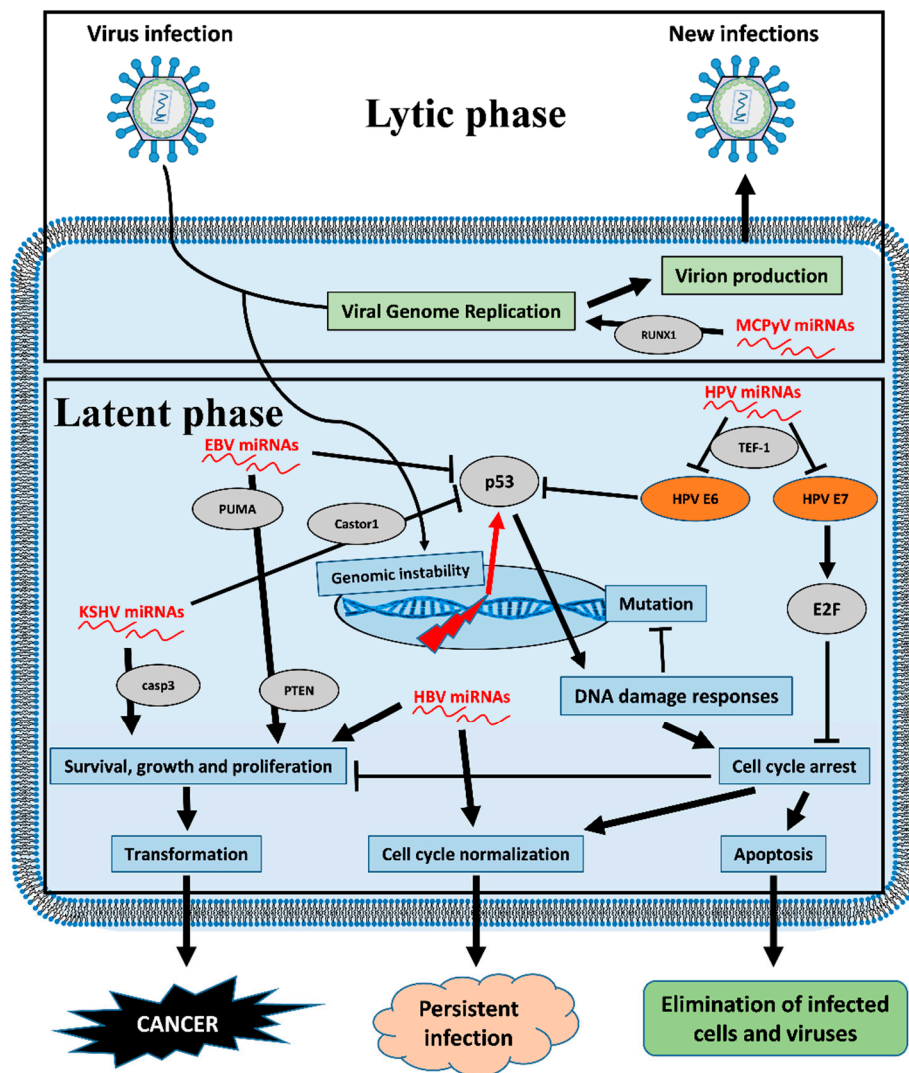 Virus infection
New infections
Lytic phase
Virion production
Viral Genome Replication
RUNX1
MCPyV miRNAs
Latent phase
HPV miRNAs
EBV miRNAs
TEF-1
p53
PUMA
HPV E6
HPV E7
Castor1
Genomic instability
Mutation
E2F
KSHV miRNAs
casp3
PTEN
HBV miRNAs
DNA damage responses
Survival, growth and proliferation
Cell cycle arrest
Transformation
Cell cycle normalization
Apoptosis
CANCER
Persistent
infection
Elimination of infected
cells and viruses